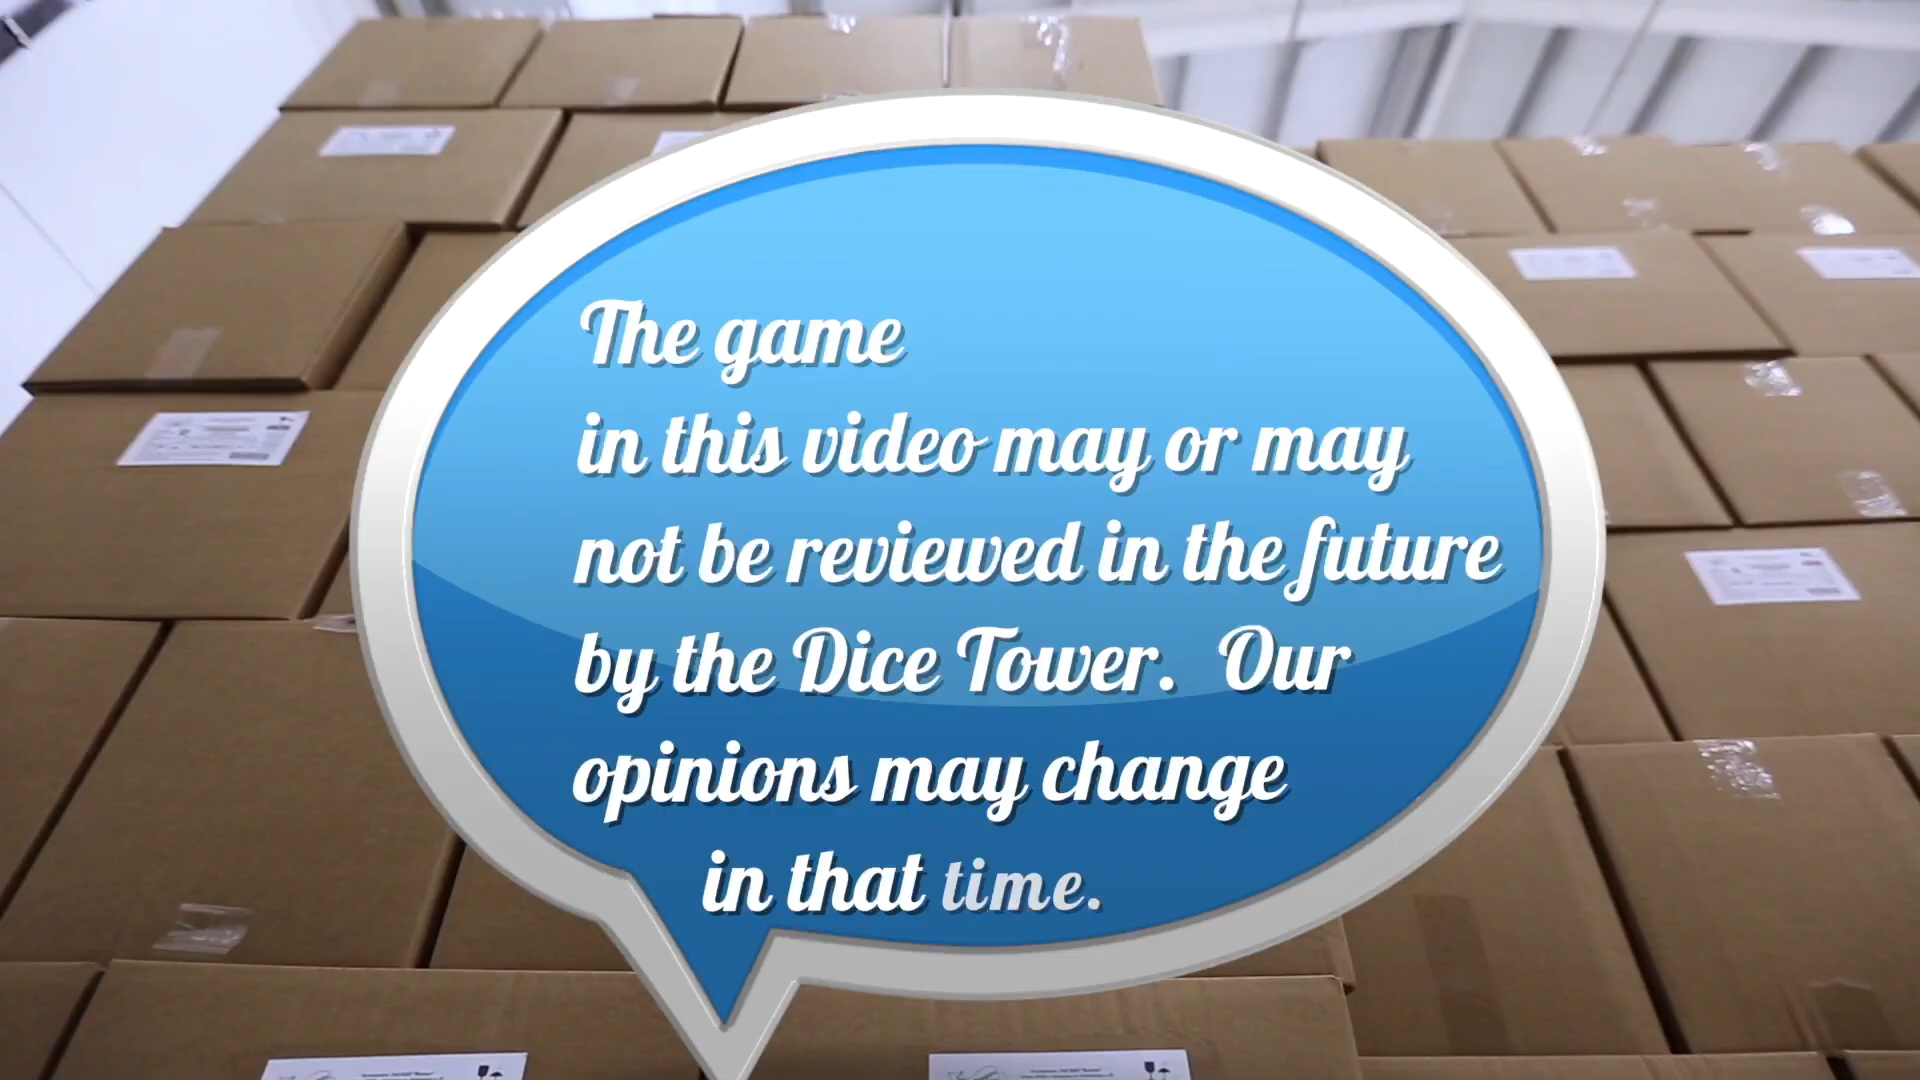 The game
in this video may or may
not be reviewed in the future
by the Dice Tower. Our
opinions may change
in that time.